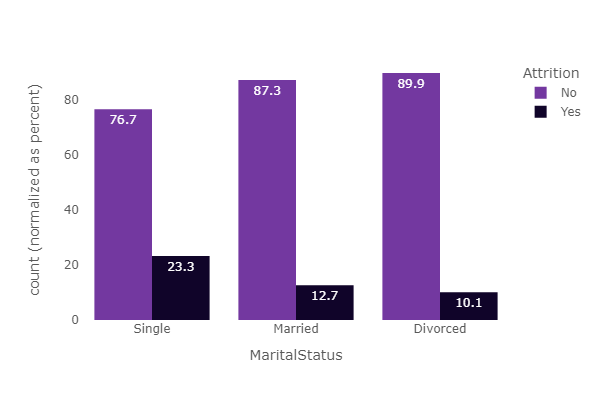 count (normalized as percent)
80
60
40
20
0
76.7
23.3
87.3
12.7
89.9
10.1
Single
Married
Divorced
MaritalStatus
Attrition
No
Yes